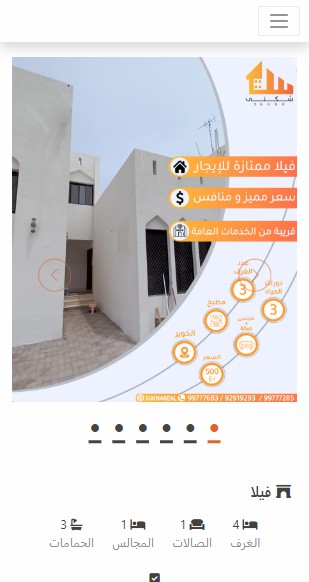 سكنى
SUKNA
فيلا ممتازة للإيجار
سعر مميز و منافس
قريبة من الخدمات العامة
عدد
الغرف
3
دورات
المياه
3
مطبخ
مجلس
+
صالة
الخوير
السعر
500
ر.ع
SUKNAREAL 99777683 / 92919293 / 99777285
فيلا
4
الغرف
1
الصالات
1
المجالس
3
الحمامات